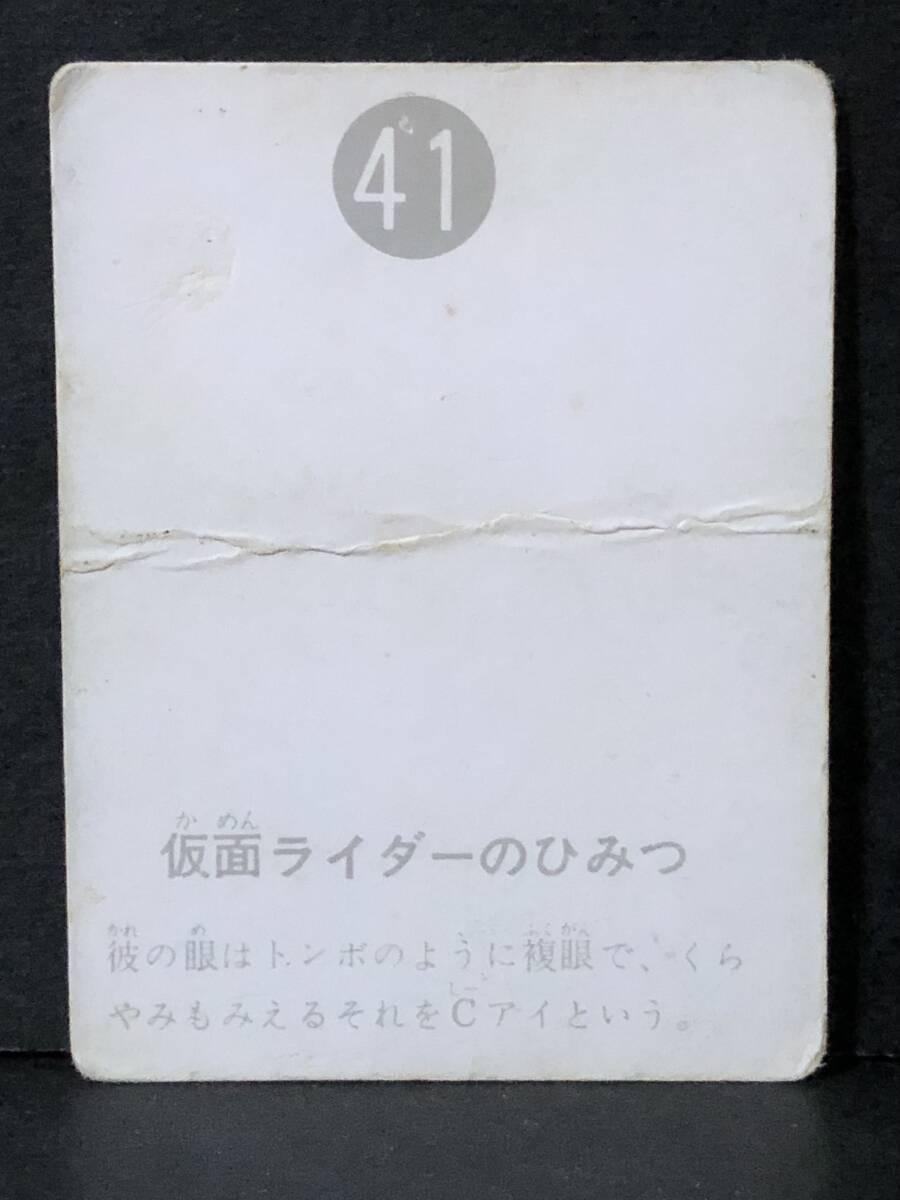 41
仮面ライダーのひみつ
彼の眼はトンボのように複眼で、くら
やみもみえるそれをCアイという。